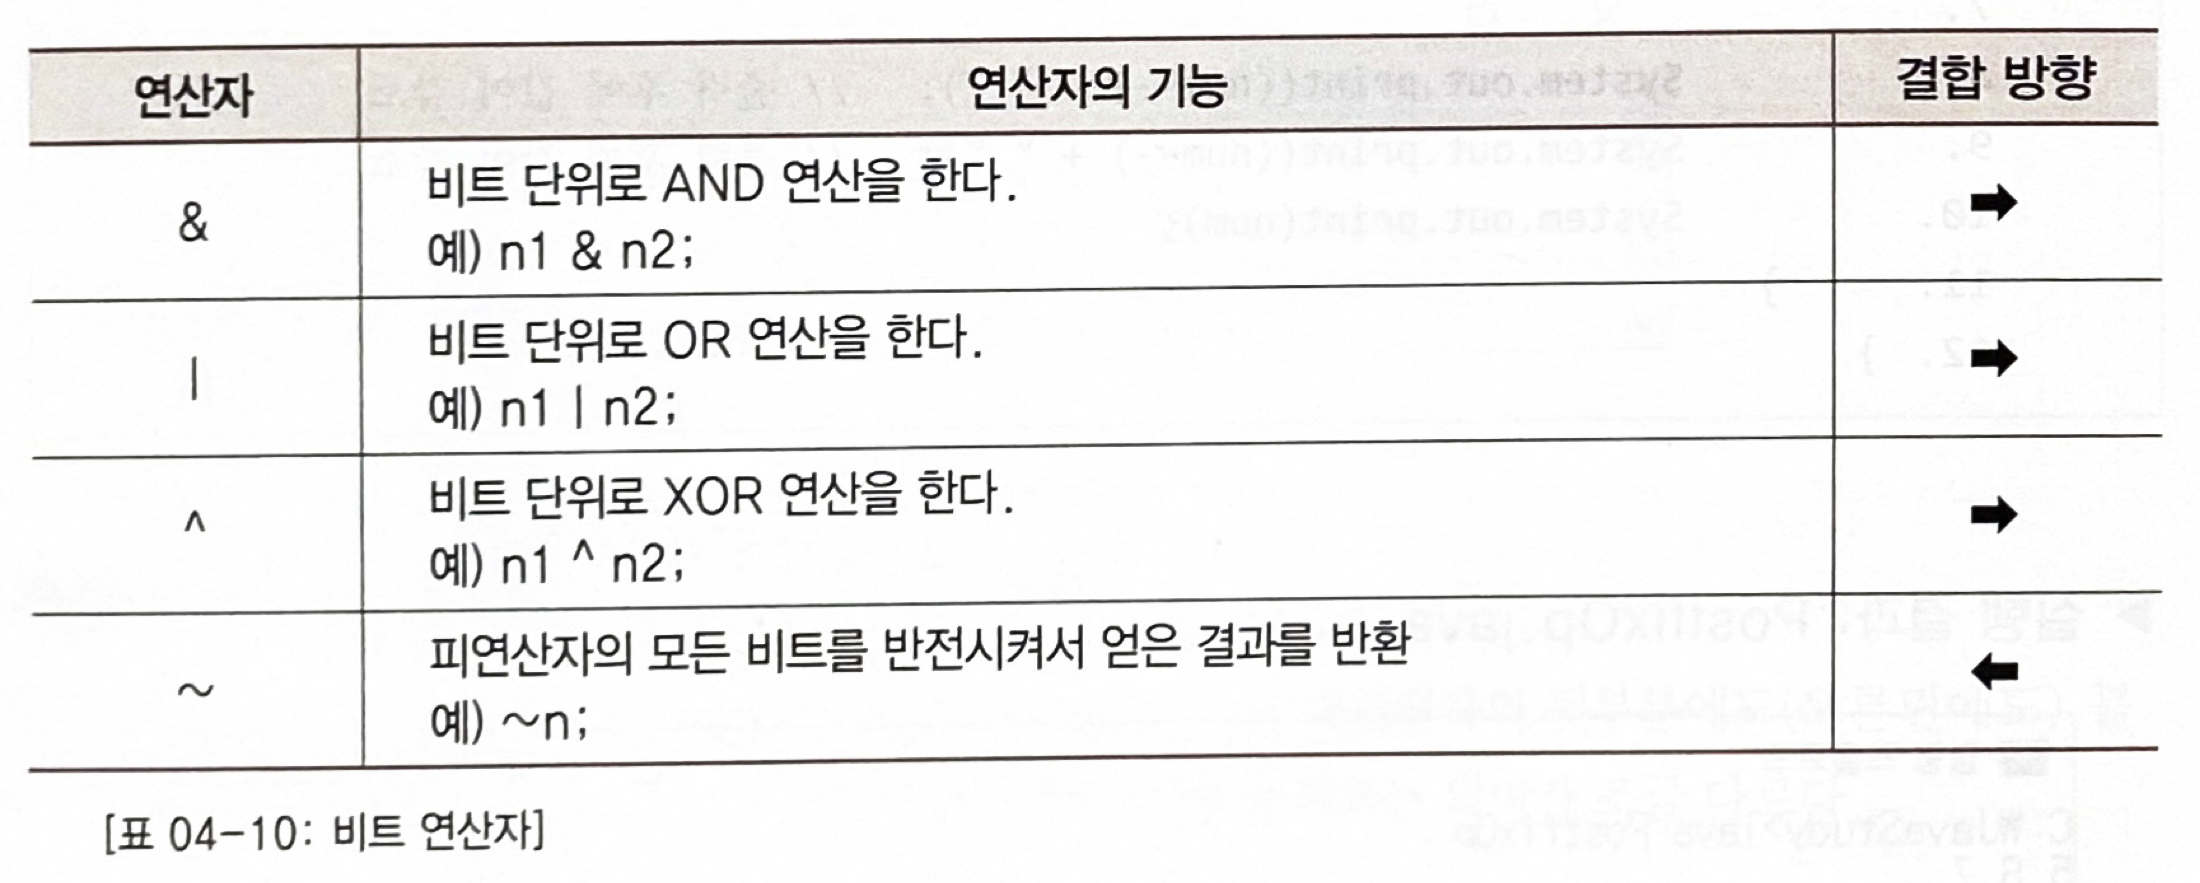 연산자 연산자의 기능 결합 방향
& 비트 단위로 AND 연산을 한다. ➡
예) n1 & n2;
| 비트 단위로 OR 연산을 한다. ➡
예) n1 | n2;
^ 비트 단위로 XOR 연산을 한다. ➡
예) n1 ^ n2;
~ 피연산자의 모든 비트를 반전시켜서 얻은 결과를 반환 ⬅
예) ~n;
[표 04-10: 비트 연산자]